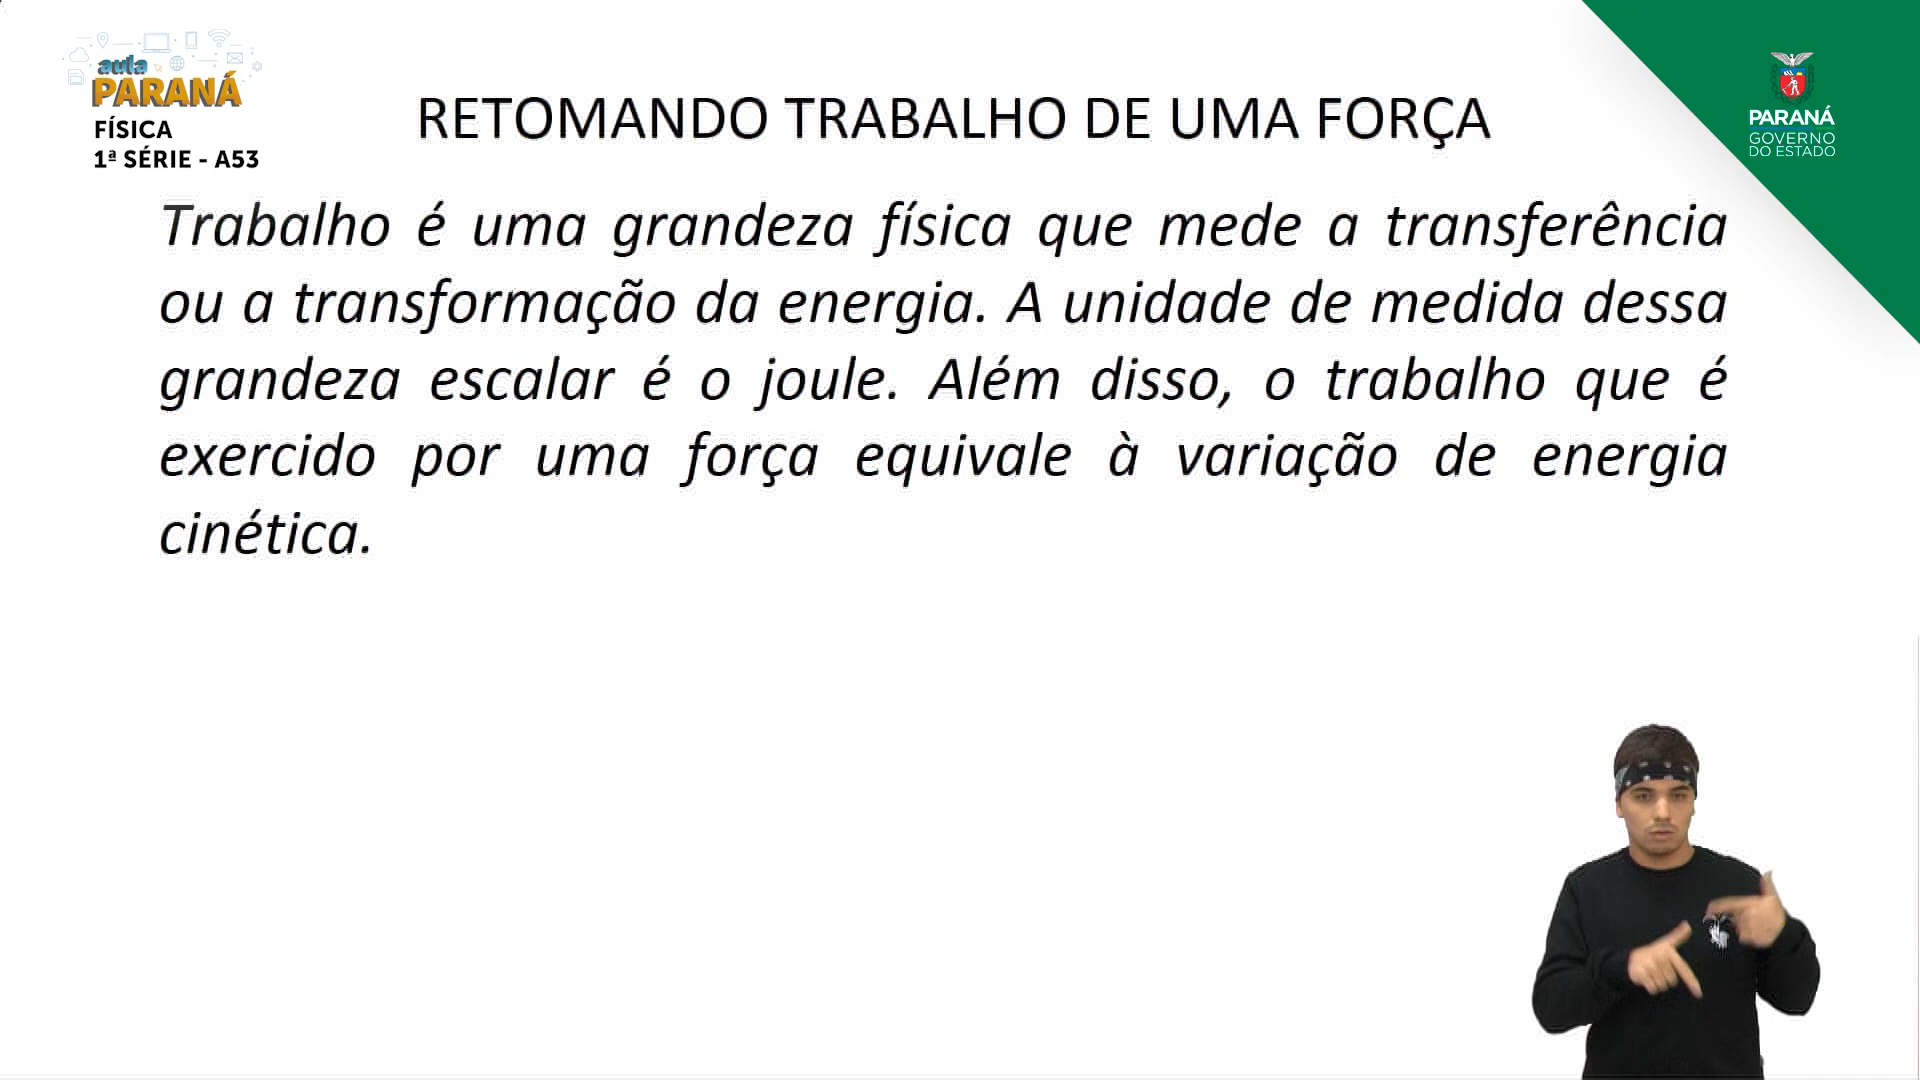 aula
PARANÁ
FÍSICA
1ª SÉRIE - A53
RETOMANDO TRABALHO DE UMA FORÇA
PARANÁ
GOVERNO
DO ESTADO
Trabalho é uma grandeza física que mede a transferência
ou a transformação da energia. A unidade de medida dessa
grandeza escalar é o joule. Além disso, o trabalho que é
exercido por uma força equivale à variação de energia
cinética.